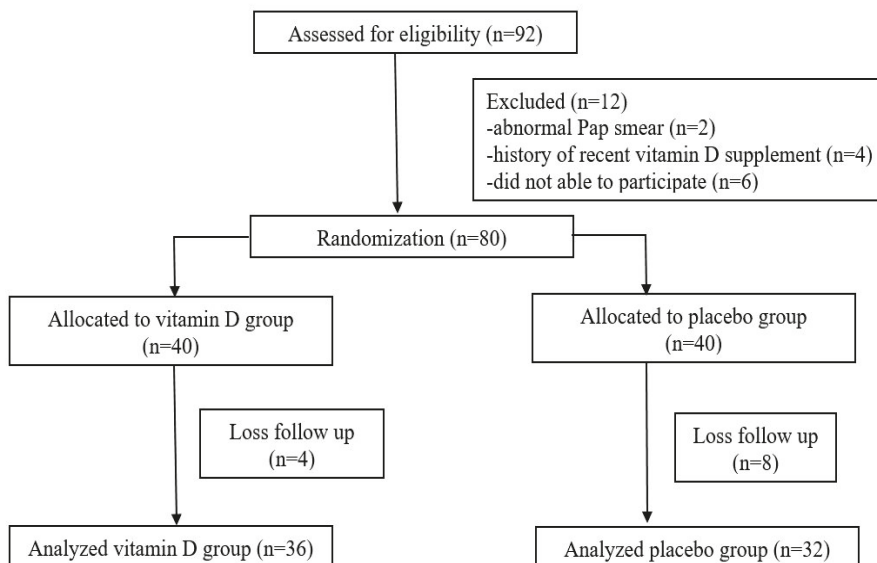 Assessed for eligibility (n=92)
Excluded (n=12)
-abnormal Pap smear (n=2)
-history of recent vitamin D supplement (n=4)
-did not able to participate (n=6)
Randomization (n=80)
Allocated to vitamin D group
(n=40)
Allocated to placebo group
(n=40)
Loss follow up
(n=4)
Loss follow up
(n=8)
Analyzed vitamin D group (n=36)
Analyzed placebo group (n=32)